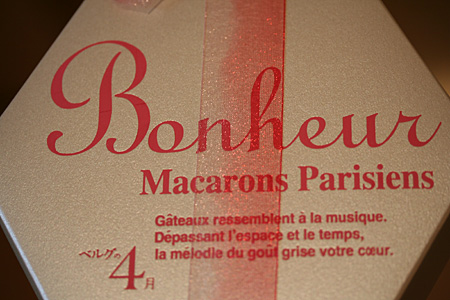 Bonheur
Macarons Parisiens
Gâteaux ressemblent à la musique.
Dépassant l'espace et le temps,
la mélodie du goût grise votre cœur.
ベルグの4月